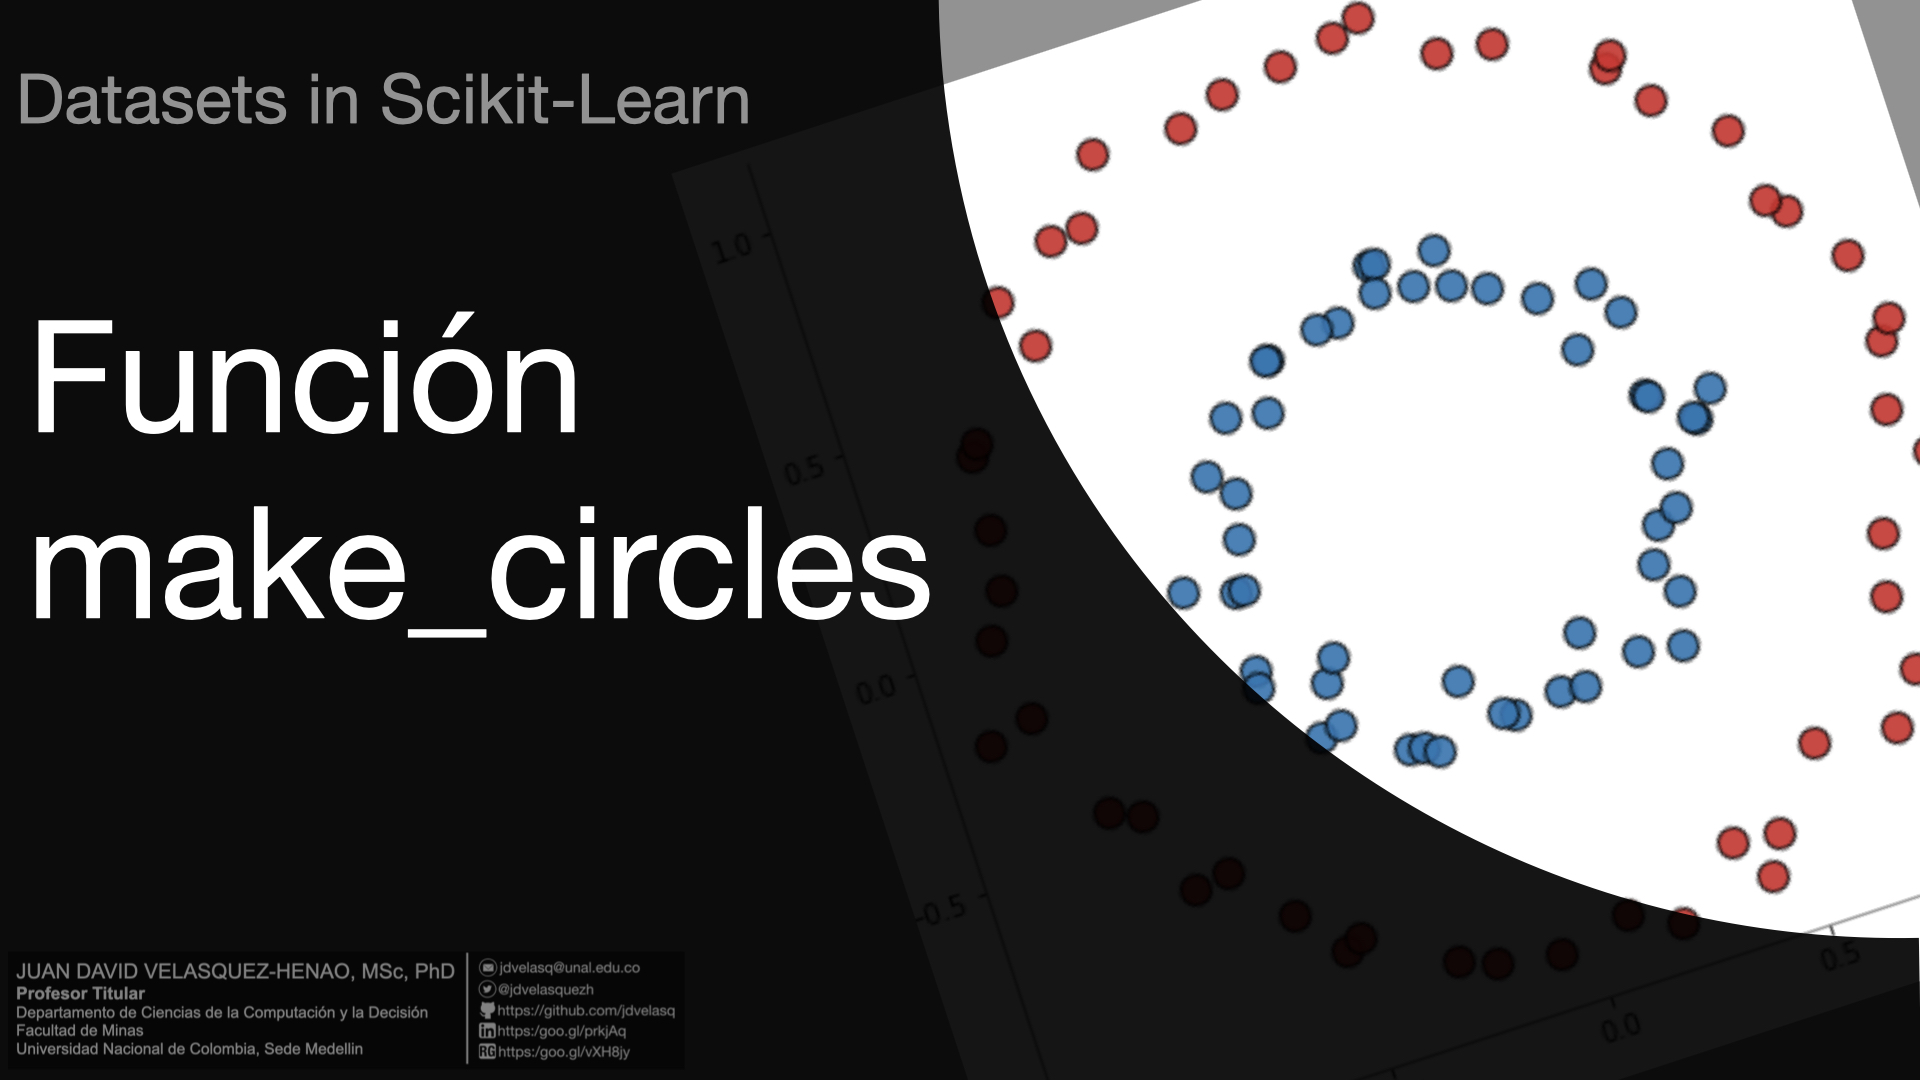 Datasets in Scikit-Learn
Función
make_circles
1.0
0.5
0.0
-0.5
0.5
0.0
JUAN DAVID VELASQUEZ-HENAO, MSc, PhD
Profesor Titular
Departamento de Ciencias de la Computación y la Decisión
Facultad de Minas
Universidad Nacional de Colombia, Sede Medellin
jdvelasq@unal.edu.co
@jdvelasquezh
https://github.com/jdvelasq
in https:/goo.gl/prkjAq
RG https:/goo.gl/vXH8jy